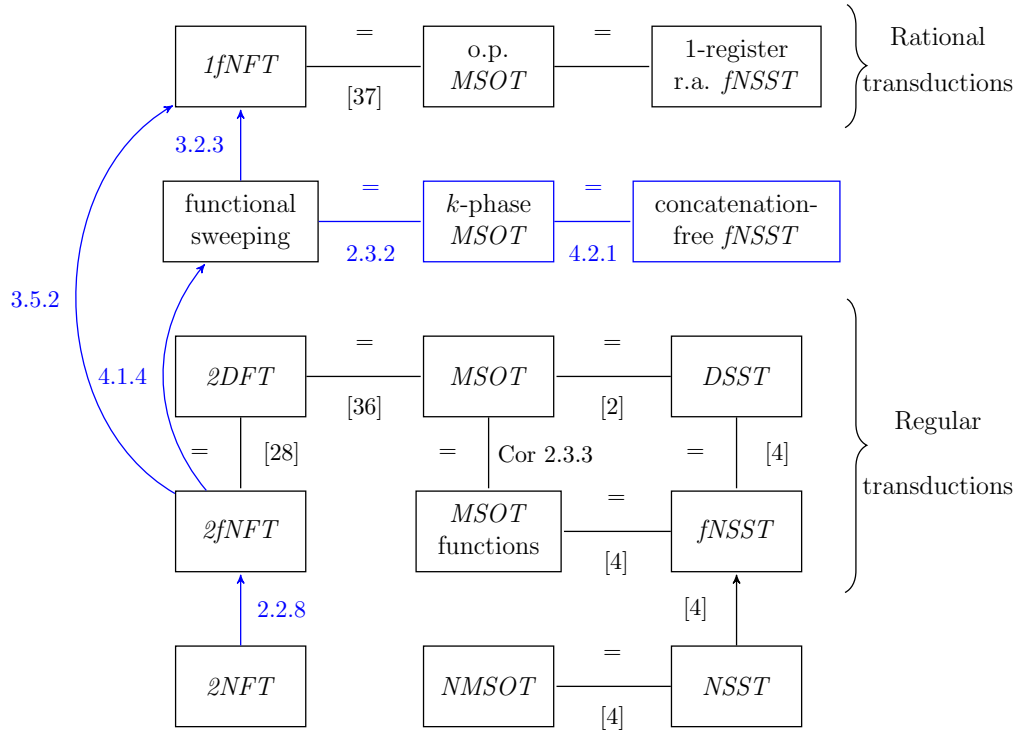 =
=
1fNFT
o.p.
MSOT
1-register
r.a. fNSST
Rational
transductions
[37]
3.2.3
=
=
functional
sweeping
k-phase
MSOT
concatenation-
free fNSST
2.3.2
4.2.1
3.5.2
=
=
4.1.4
2DFT
MSOT
DSST
[36]
[2]
Regular
transductions
=
[28]
=
Cor 2.3.3
=
[4]
=
2fNFT
MSOT
functions
fNSST
[4]
2.2.8
[4]
=
2NFT
NMSOT
NSST
[4]